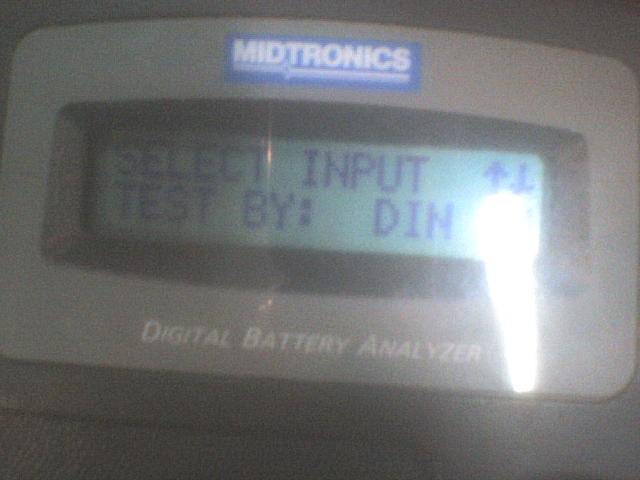 MIDTRONICS
SELECT INPUT ↑↓
TEST BY: DIN
DIGITAL BATTERY ANALYZER